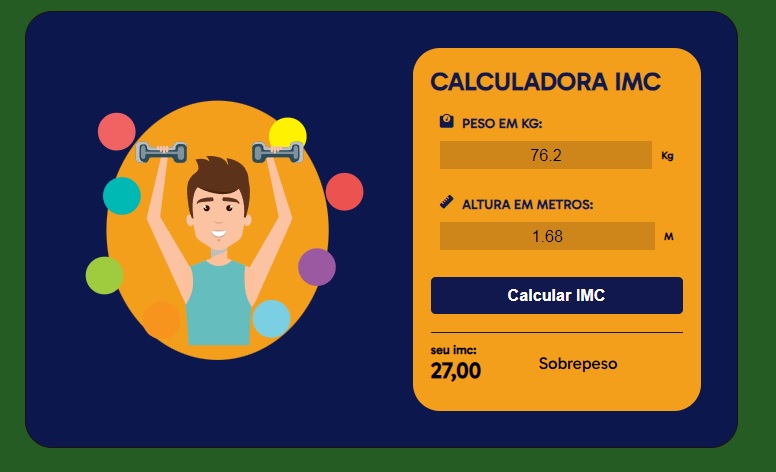 CALCULADORA IMC
PESO EM KG:
76.2 Kg
ALTURA EM METROS:
1.68 M
Calcular IMC
seu imc:
27,00 Sobrepeso